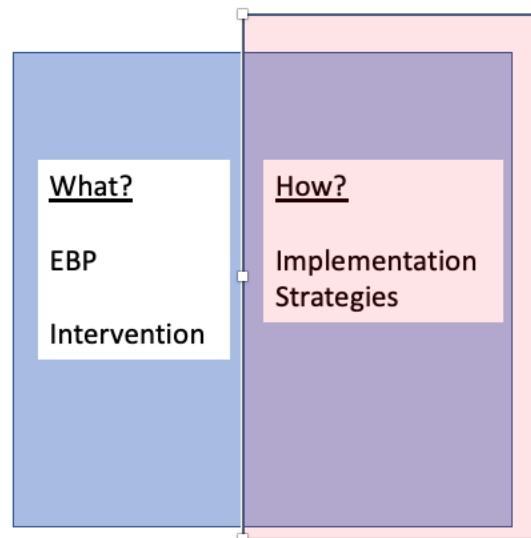 What?
EBP
Intervention
How?
Implementation
Strategies